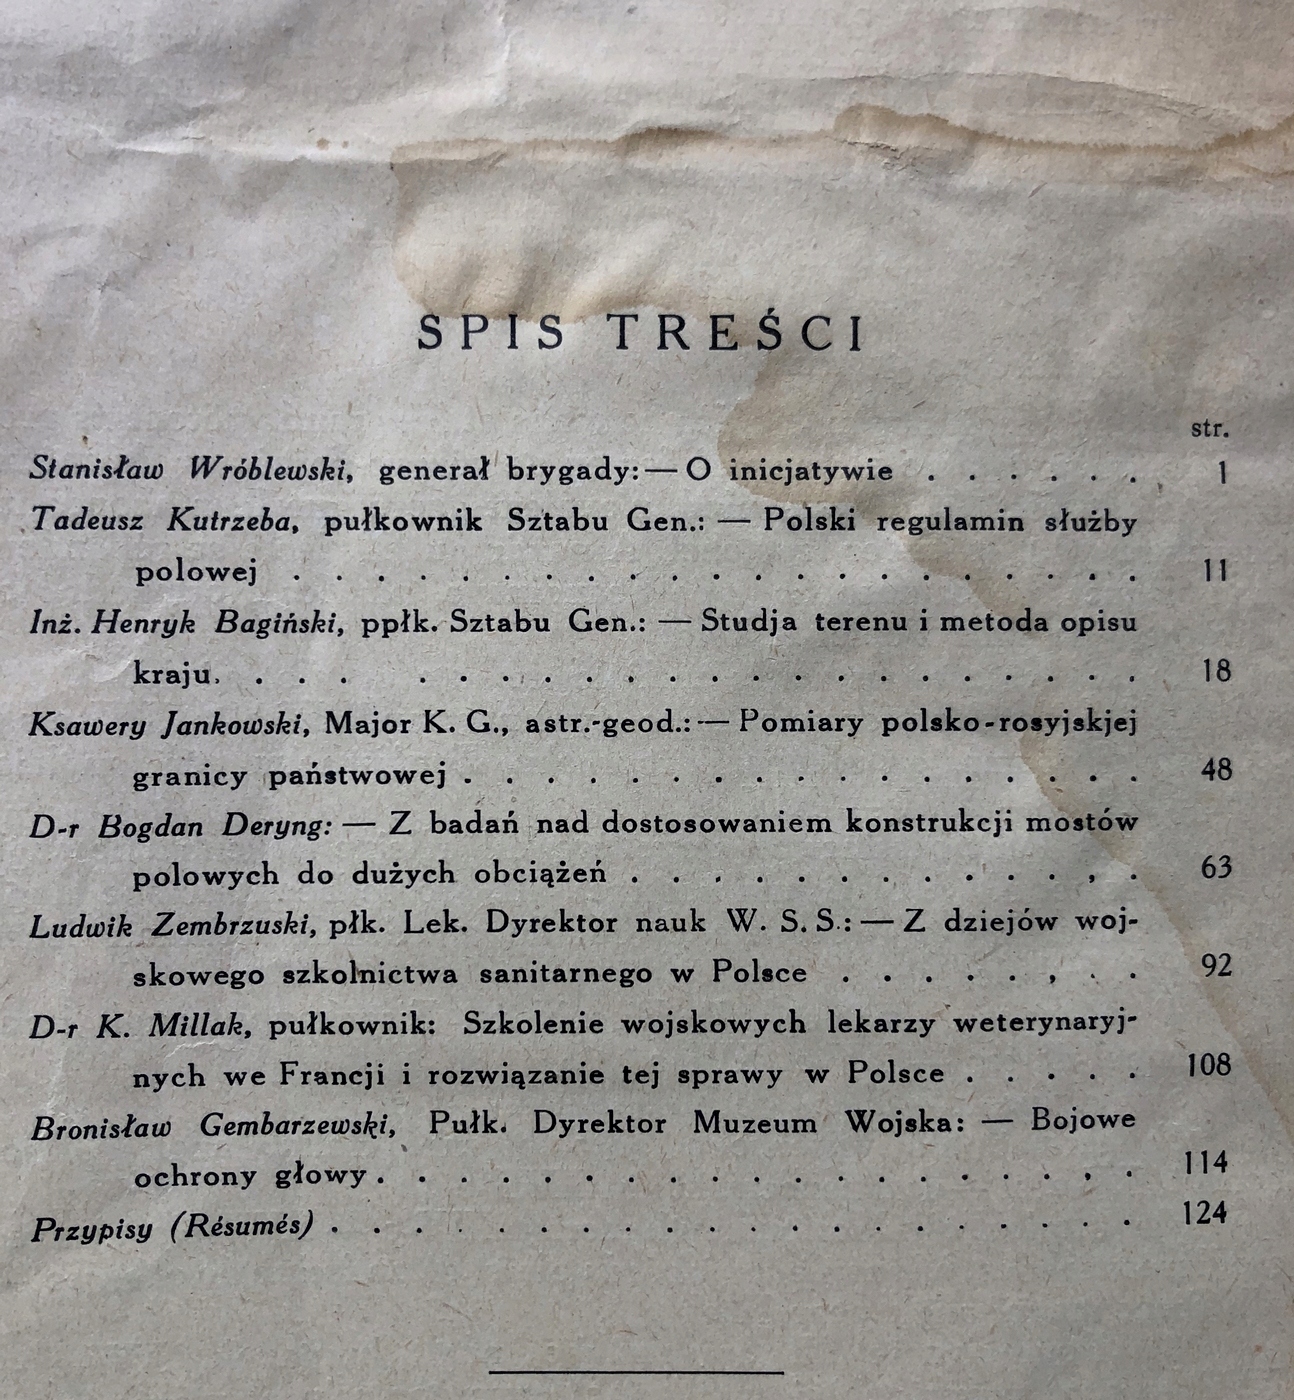 SPIS TREŚCI
str.
Stanisław Wróblewski, generał brygady: — O inicjatywie . . . . . . 1
Tadeusz Kutrzeba, pułkownik Sztabu Gen.: — Polski regulamin służby
polowej . . . . . . . . . . . . . . . . . . . . . 11
Inż. Henryk Bagiński, ppłk. Sztabu Gen.: — Studja terenu i metoda opisu
kraju. . . . . . . . . . . . . . . . . . . . . 18
Ksawery Jankowski, Major K. G., astr.-geod.: — Pomiary polsko-rosyjskjej
granicy państwowej . . . . . . . . . . . . . . . . . 48
D-r Bogdan Deryng: — Z badań nad dostosowaniem konstrukcji mostów
polowych do dużych obciążeń . . . . . . . . . . . . . 63
Ludwik Zembrzuski, płk. Lek. Dyrektor nauk W. S. S.: — Z dziejów woj-
skowego szkolnictwa sanitarnego w Polsce . . . . . . . . 92
D-r K. Millak, pułkownik: Szkolenie wojskowych lekarzy weterynaryj-
nych we Francji i rozwiązanie tej sprawy w Polsce . . . . . 108
Bronisław Gembarzewski, Pułk. Dyrektor Muzeum Wojska: — Bojowe
ochrony głowy . . . . . . . . . . . . . . . . . . . 114
Przypisy (Résumés) . . . . . . . . . . . . . . . . . . . . 124